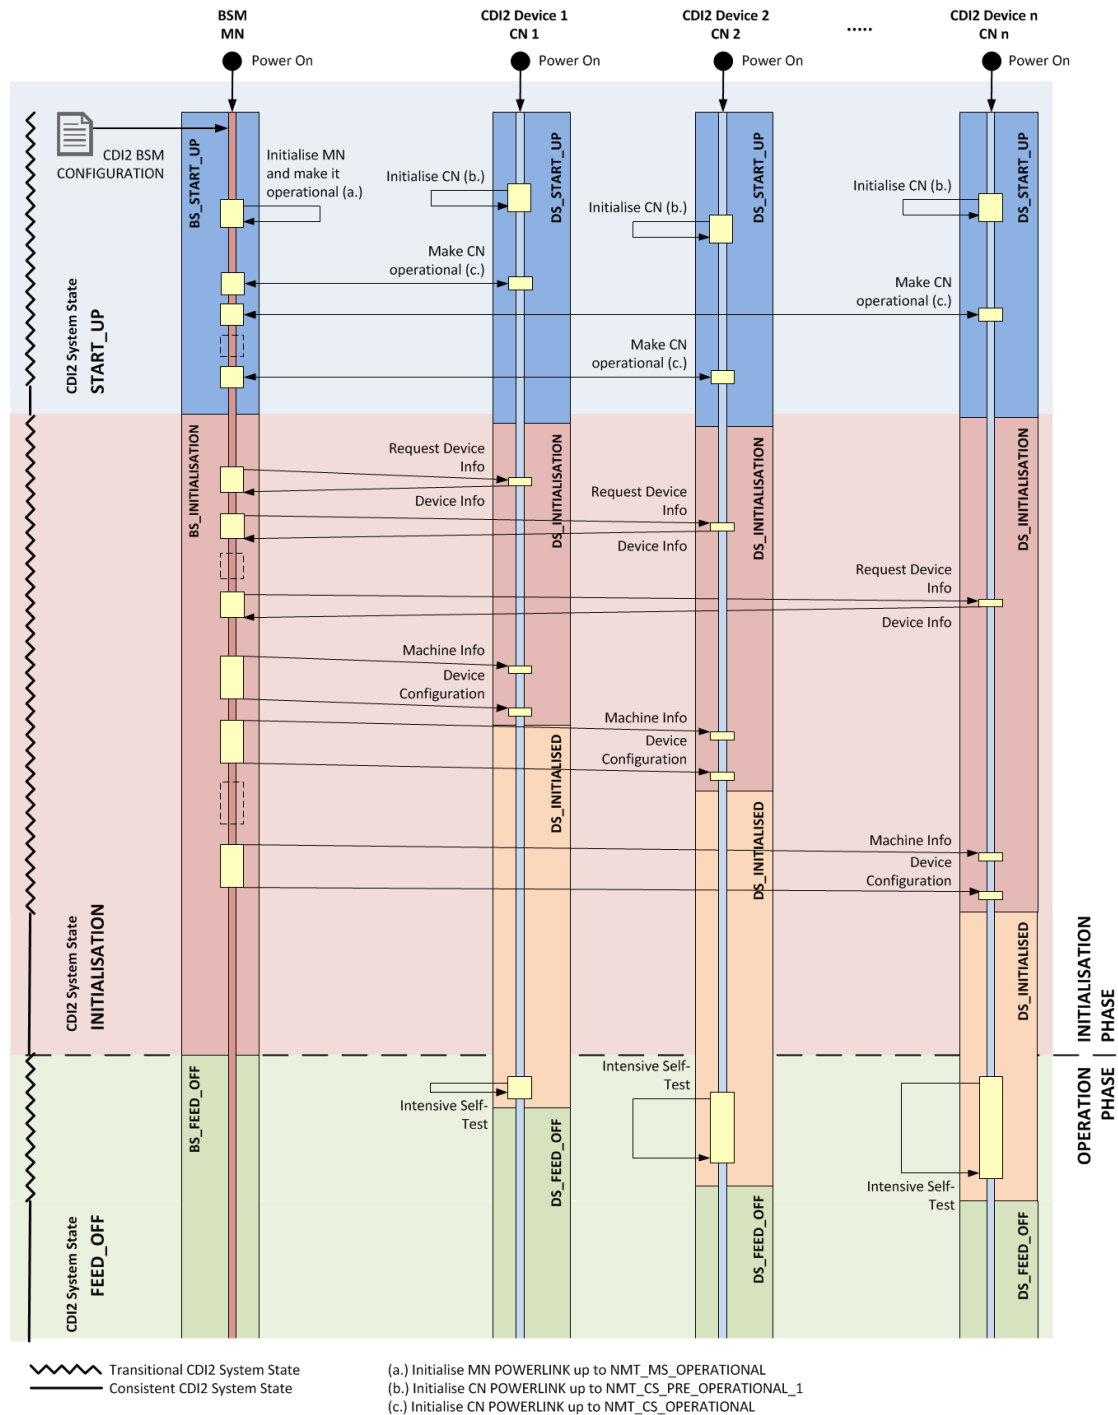 BSM
MN
CDI2 Device 1
CN 1
CDI2 Device 2
CN 2
.....
CDI2 Device n
CN n
Power On
Power On
Power On
Power On
CDI2 BSM
CONFIGURATION
BS_START_UP
Initialise MN
and make it
operational (a.)
Initialise CN (b.)
DS_START_UP
Initialise CN (b.)
DS_START_UP
Initialise CN (b.)
DS_START_UP
Make CN
operational (c.)
Make CN
operational (c.)
Make CN
operational (c.)
CDI2 System State
START_UP
BS_INITIALISATION
Request Device
Info
Device Info
DS_INITIALISATION
Request Device
Info
Device Info
DS_INITIALISATION
Request Device
Info
Device Info
DS_INITIALISATION
Machine Info
Device
Configuration
Machine Info
Device
Configuration
DS_INITIALISED
DS_INITIALISED
Machine Info
Device
Configuration
DS_INITIALISED
CDI2 System State
INITIALISATION
INITIALISATION
PHASE
OPERATION
PHASE
BS_FEED_OFF
Intensive Self-
Test
DS_FEED_OFF
Intensive Self-
Test
DS_FEED_OFF
Intensive Self-
Test
DS_FEED_OFF
CDI2 System State
FEED_OFF
Transitional CDI2 System State
Consistent CDI2 System State
(a.) Initialise MN POWERLINK up to NMT_MS_OPERATIONAL
(b.) Initialise CN POWERLINK up to NMT_CS_PRE_OPERATIONAL_1
(c.) Initialise CN POWERLINK up to NMT_CS_OPERATIONAL